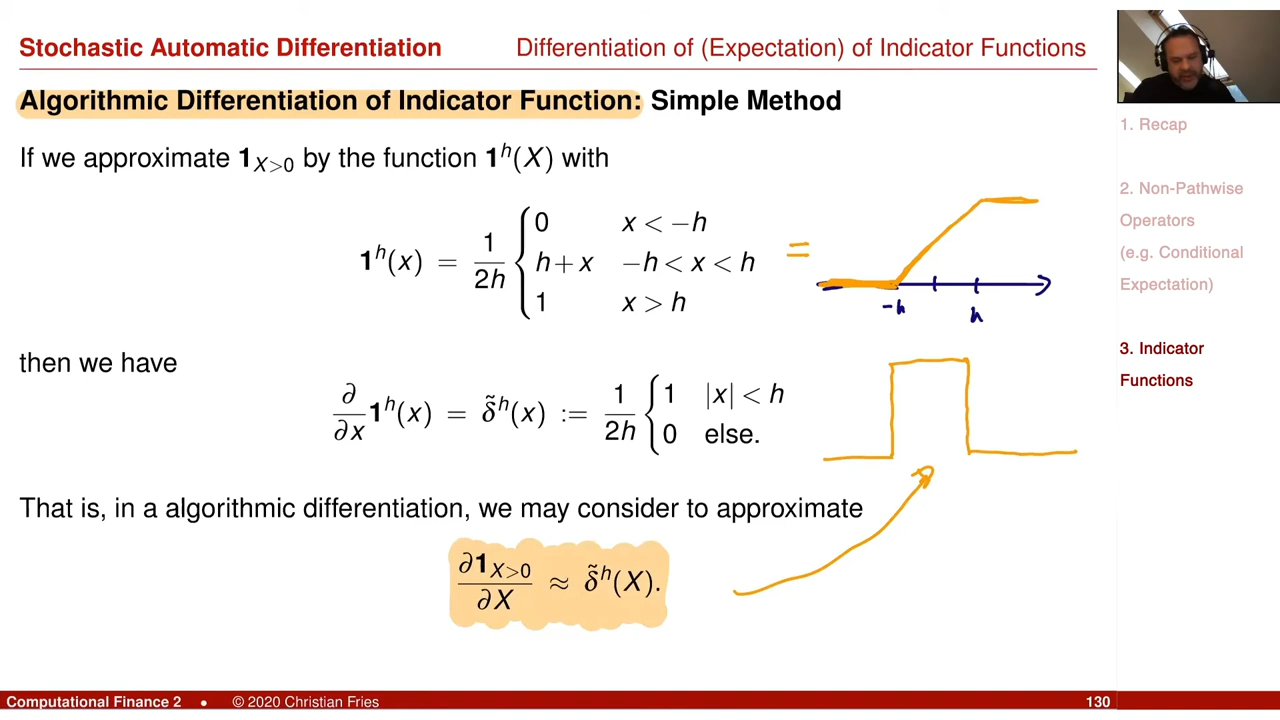 Stochastic Automatic Differentiation
Differentiation of (Expectation) of Indicator Functions
Algorithmic Differentiation of Indicator Function: Simple Method
If we approximate 𝟏_{X>0} by the function 𝟏^h(X) with
𝟏^h(x) = 1/2h { 0 x < −h
h+x −h < x < h
1 x > h
=
-h h
then we have
∂/∂x 𝟏^h(x) = δ̃^h(x) := 1/2h { 1 |x| < h
0 else.
That is, in a algorithmic differentiation, we may consider to approximate
∂𝟏_{X>0}/∂X ≈ δ̃^h(X).
1. Recap
2. Non-Pathwise
Operators
(e.g. Conditional
Expectation)
3. Indicator
Functions
Computational Finance 2 • © 2020 Christian Fries 130